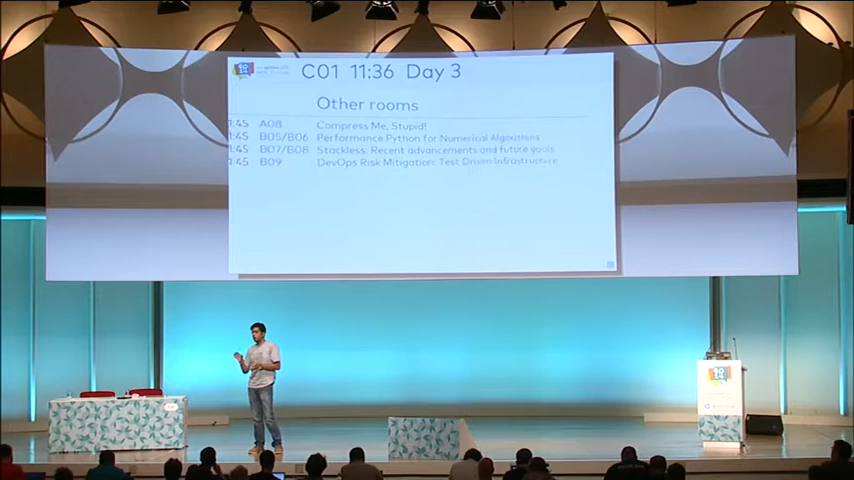 C01 11:36 Day 3
Other rooms
1:45 A08 Compress Me, Stupid!
1:45 B05/B06 Performance Python for Numerical Algorithms
1:45 B07/B08 Stackless: Recent advancements and future goals
1:45 B09 DevOps Risk Mitigation: Test Driven Infrastructure